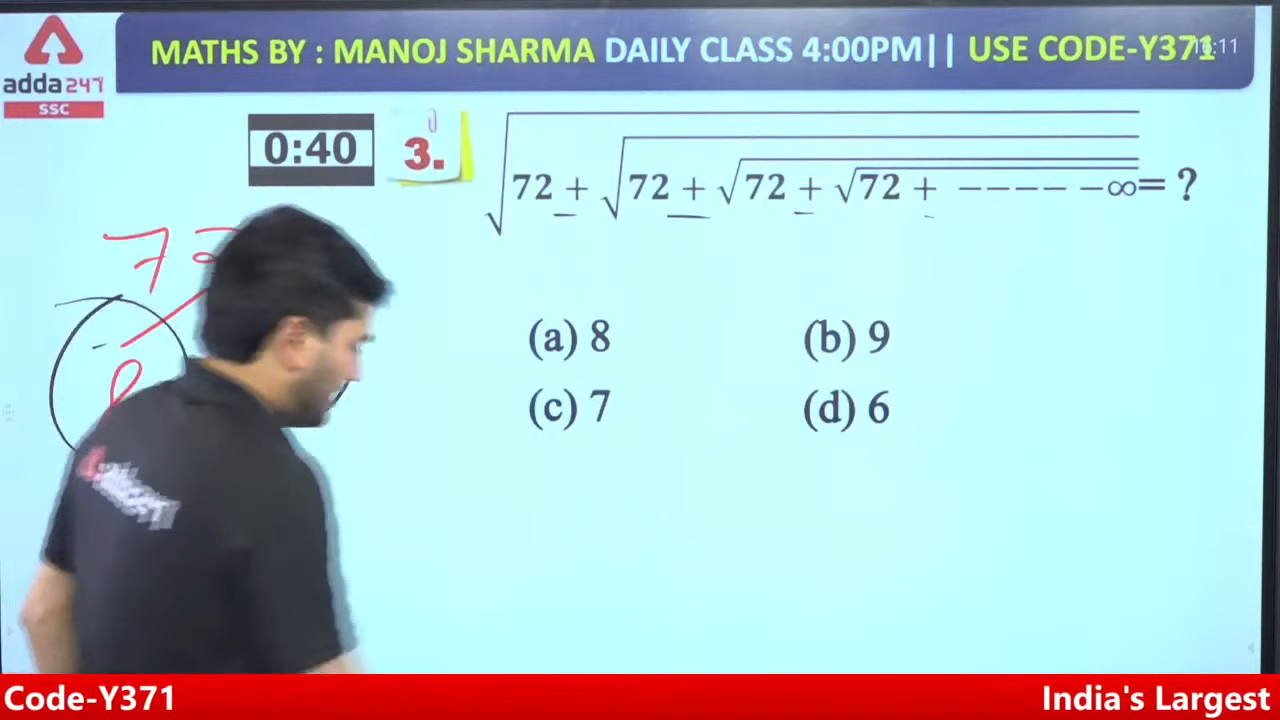 adda247
SSC
MATHS BY : MANOJ SHARMA DAILY CLASS 4:00PM|| USE CODE-Y371
0:40
3.
√72 + √72 + √72 + √72 + − − − − − −∞ = ?
(a) 8 (b) 9
(c) 7 (d) 6
Code-Y371
India's Largest